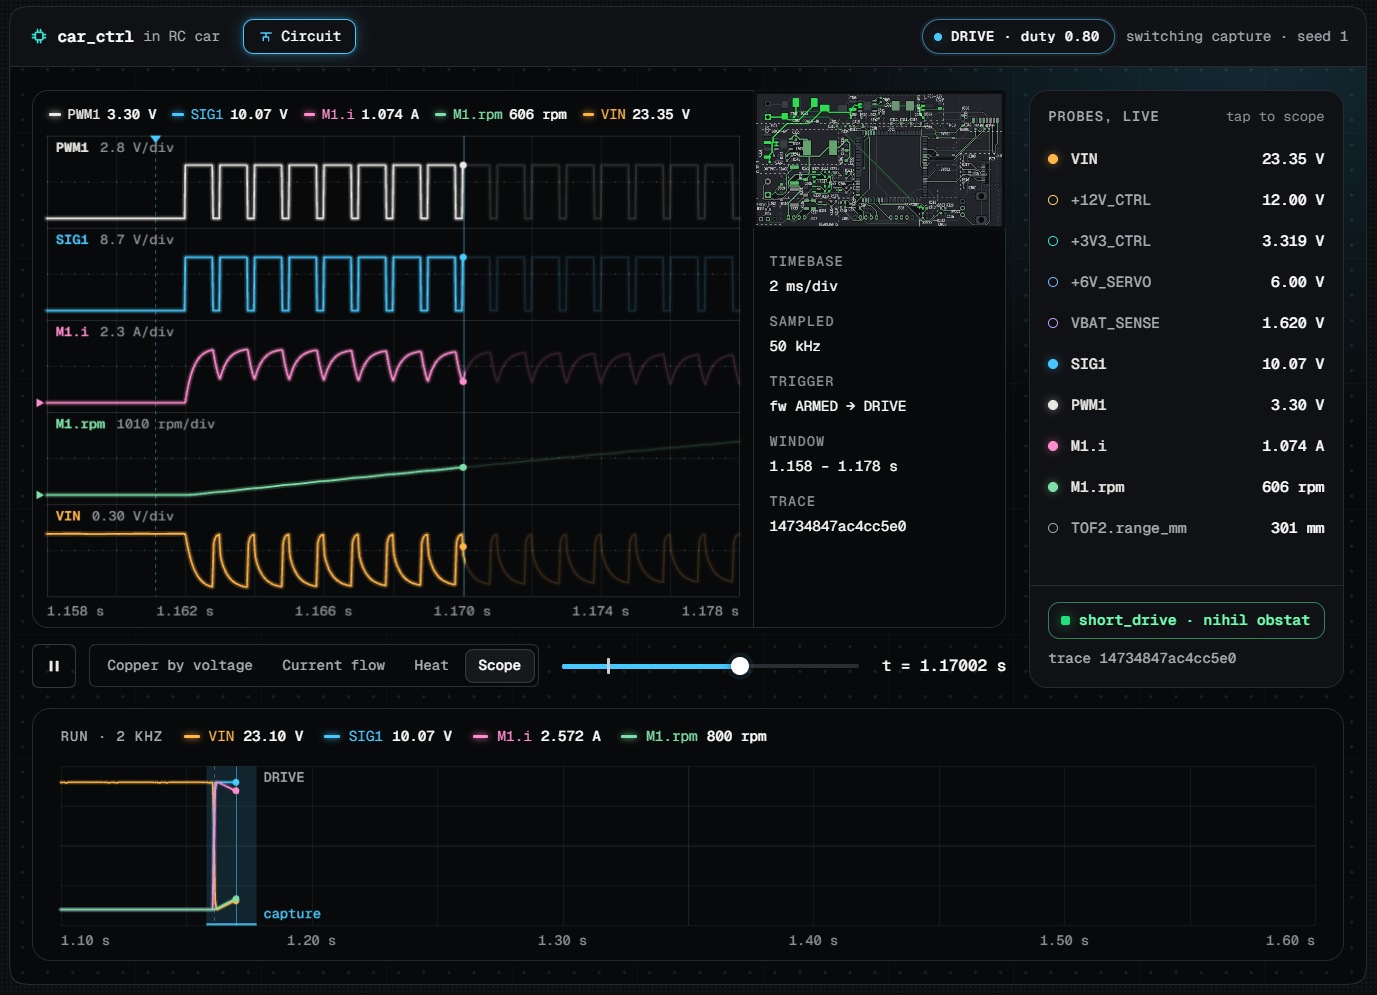 car_ctrl in RC car Circuit DRIVE · duty 0.80 switching capture · seed 1
PWM1 3.30 V SIG1 10.07 V M1.i 1.074 A M1.rpm 606 rpm VIN 23.35 V
PWM1 2.8 V/div
SIG1 8.7 V/div
M1.i 2.3 A/div
M1.rpm 1010 rpm/div
VIN 0.30 V/div
1.158 s 1.162 s 1.166 s 1.170 s 1.174 s 1.178 s
TIMEBASE
2 ms/div
SAMPLED
50 kHz
TRIGGER
fw ARMED → DRIVE
WINDOW
1.158 – 1.178 s
TRACE
14734847ac4cc5e0
PROBES, LIVE tap to scope
VIN 23.35 V
+12V_CTRL 12.00 V
+3V3_CTRL 3.319 V
+6V_SERVO 6.00 V
VBAT_SENSE 1.620 V
SIG1 10.07 V
PWM1 3.30 V
M1.i 1.074 A
M1.rpm 606 rpm
TOF2.range_mm 301 mm
short_drive · nihil obstat
trace 14734847ac4cc5e0
Copper by voltage Current flow Heat Scope t = 1.17002 s
RUN · 2 KHZ VIN 23.10 V SIG1 10.07 V M1.i 2.572 A M1.rpm 800 rpm
DRIVE
capture
1.10 s 1.20 s 1.30 s 1.40 s 1.50 s 1.60 s